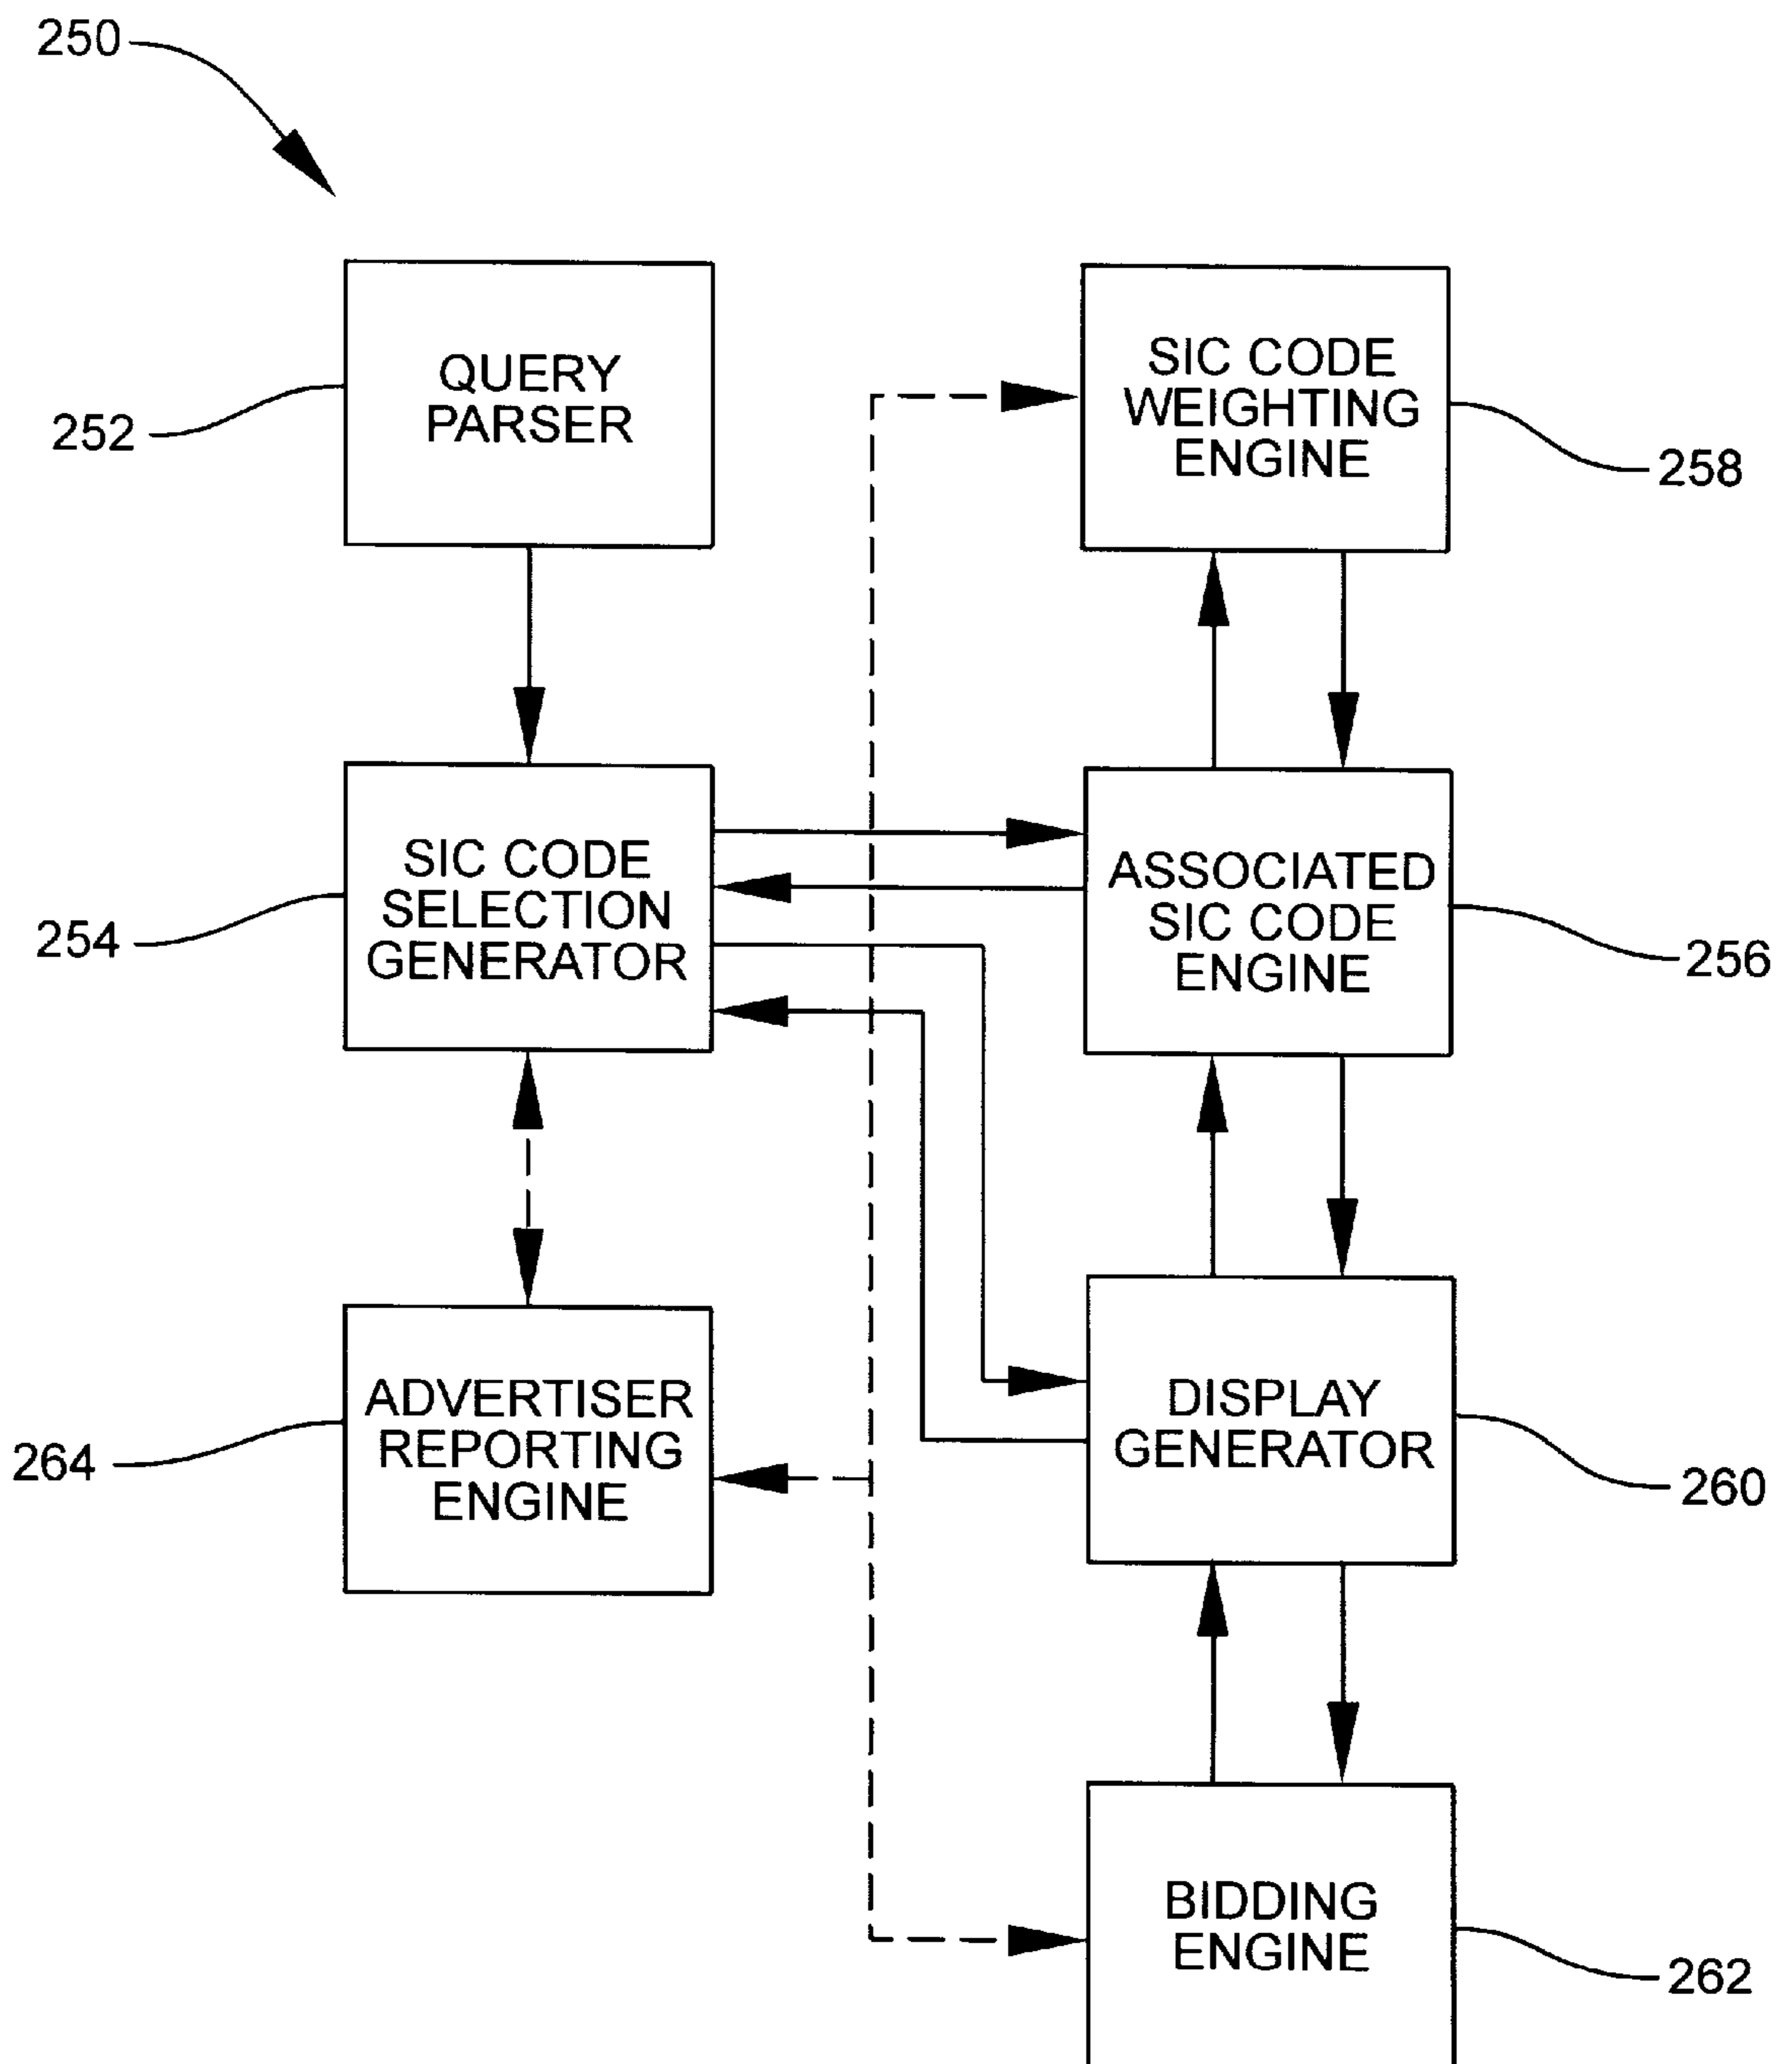 250
QUERY
PARSER
252
SIC CODE
WEIGHTING
ENGINE
258
SIC CODE
SELECTION
GENERATOR
254
ASSOCIATED
SIC CODE
ENGINE
256
ADVERTISER
REPORTING
ENGINE
264
DISPLAY
GENERATOR
260
BIDDING
ENGINE
262